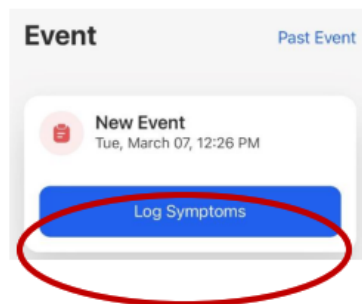 Event
Past Event
New Event
Tue, March 07, 12:26 PM
Log Symptoms